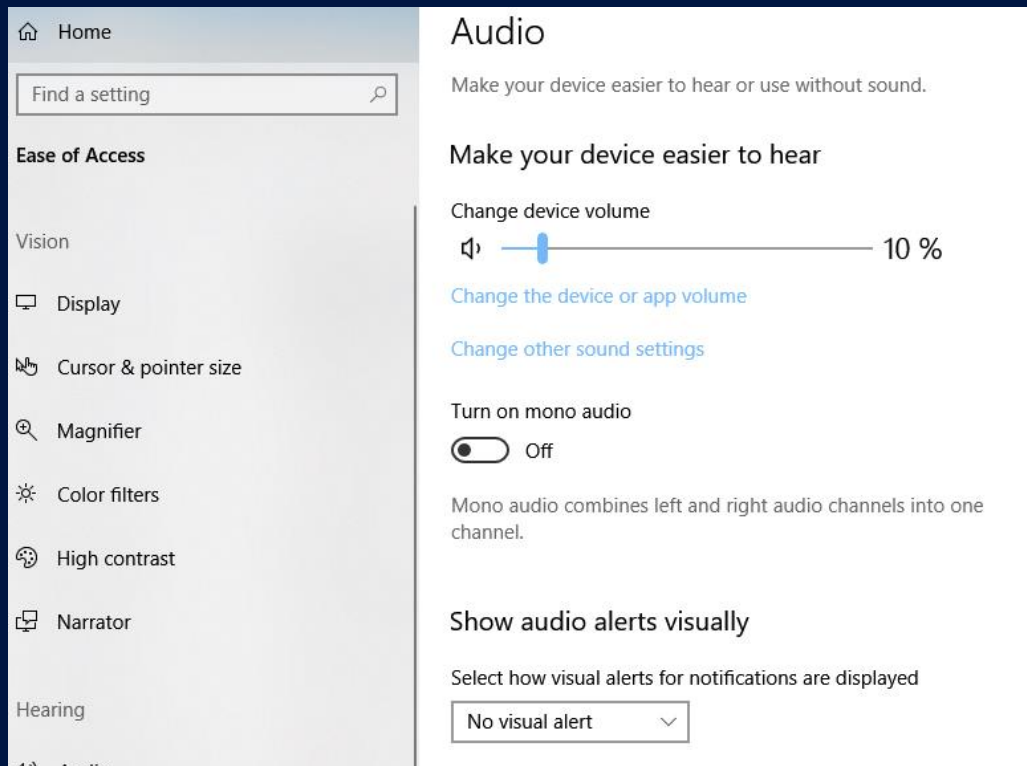 Home
Find a setting
Ease of Access
Vision
Display
Cursor & pointer size
Magnifier
Color filters
High contrast
Narrator
Hearing
Audio
Make your device easier to hear or use without sound.
Make your device easier to hear
Change device volume
10 %
Change the device or app volume
Change other sound settings
Turn on mono audio
Off
Mono audio combines left and right audio channels into one
channel.
Show audio alerts visually
Select how visual alerts for notifications are displayed
No visual alert